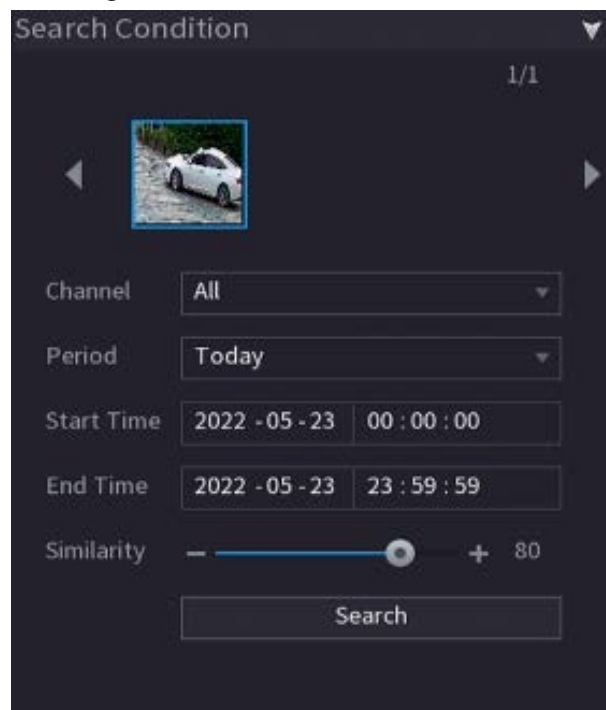 Search Condition
1/1
Channel All
Period Today
Start Time 2022 -05 -23 00 : 00 : 00
End Time 2022 -05 -23 23 : 59 : 59
Similarity − + 80
Search